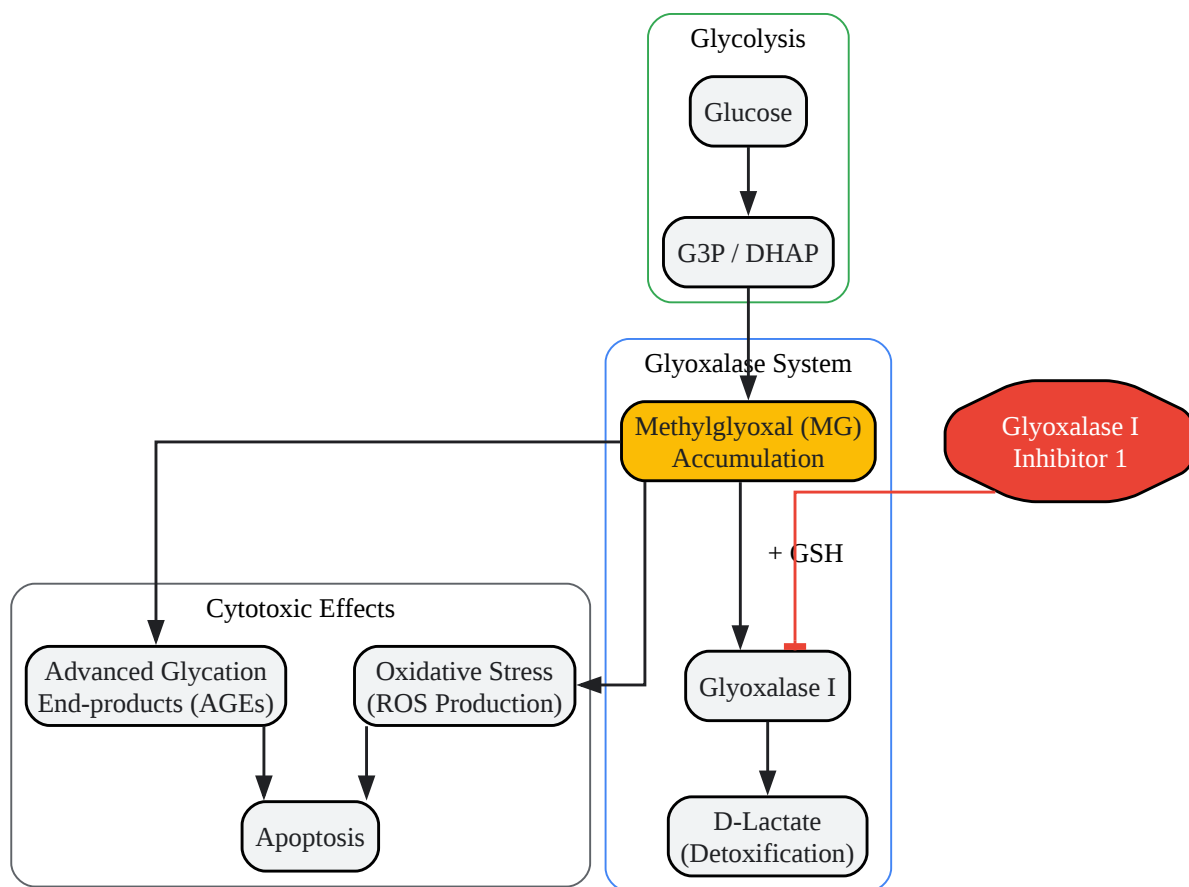 Glycolysis
Glucose
G3P / DHAP
Glyoxalase System
Methylglyoxal (MG)
Accumulation
Glyoxalase I
Inhibitor 1
+ GSH
Cytotoxic Effects
Advanced Glycation
End-products (AGEs)
Oxidative Stress
(ROS Production)
Glyoxalase I
Apoptosis
D-Lactate
(Detoxification)